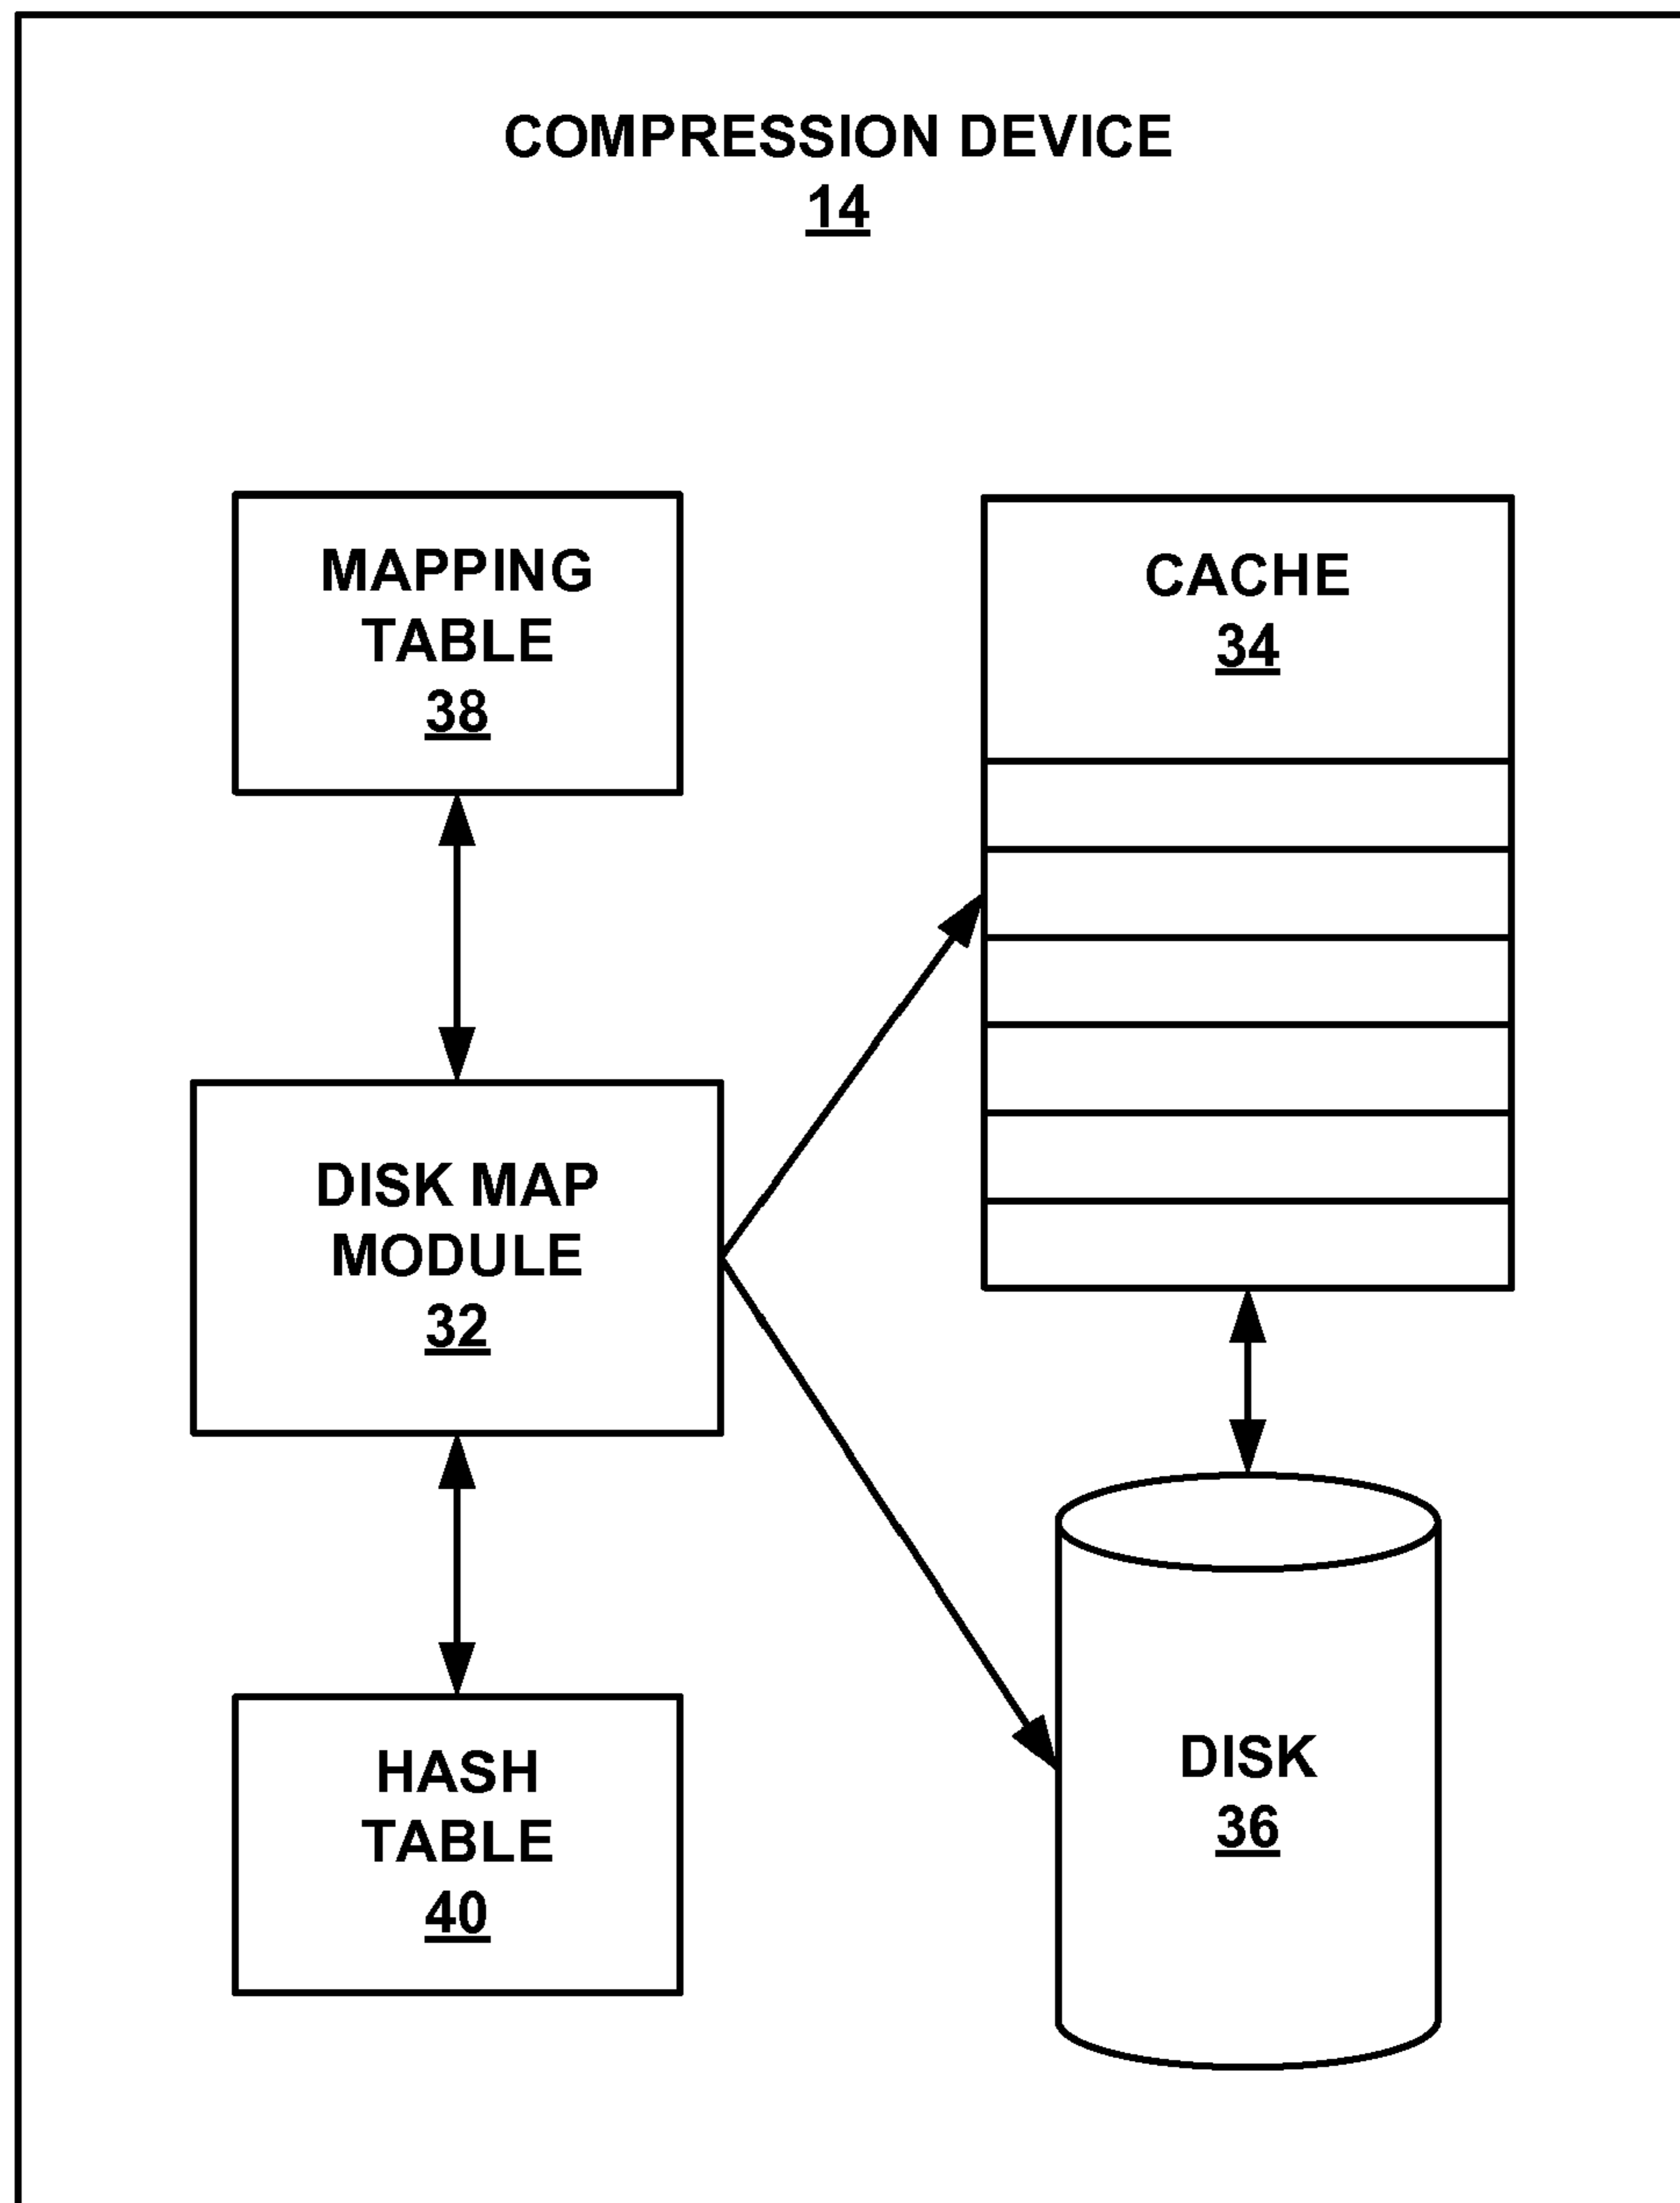 COMPRESSION DEVICE
14
MAPPING
TABLE
38
CACHE
34
DISK MAP
MODULE
32
HASH
TABLE
40
DISK
36